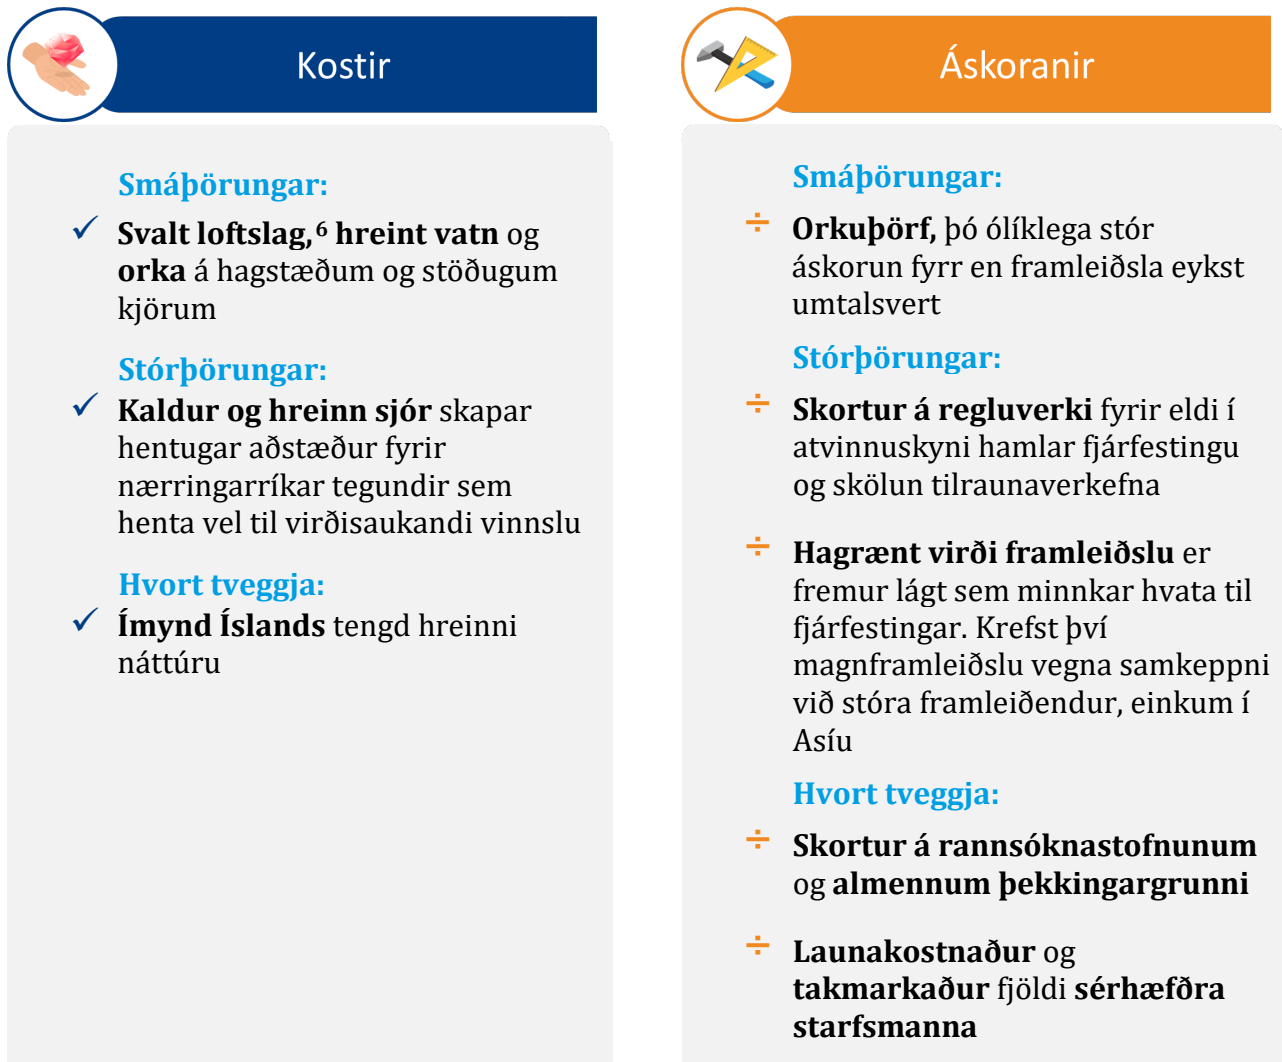 Kostir
Smáþörungar:
✓ Svalt loftslag,⁶ hreint vatn og
orka á hagstæðum og stöðugum
kjörum
Stórþörungar:
✓ Kaldur og hreinn sjór skapar
hentugar aðstæður fyrir
nærringarríkar tegundir sem
henta vel til virðisaukandi vinnslu
Hvort tveggja:
✓ Ímynd Íslands tengd hreinni
náttúru
Áskoranir
Smáþörungar:
÷ Orkuþörf, þó ólíklega stór
áskorun fyrr en framleiðsla eykst
umtalsvert
Stórþörungar:
÷ Skortur á regluverki fyrir eldi í
atvinnuskyni hamlar fjárfestingu
og skölun tilraunaverkefna
÷ Hagrænt virði framleiðslu er
fremur lágt sem minnkar hvata til
fjárfestingar. Krefst því
magnframleiðslu vegna samkeppni
við stóra framleiðendur, einkum í
Asíu
Hvort tveggja:
÷ Skortur á rannsóknastofnunum
og almennum þekkingargrunni
÷ Launakostnaður og
takmarkaður fjöldi sérhæfðra
starfsmanna